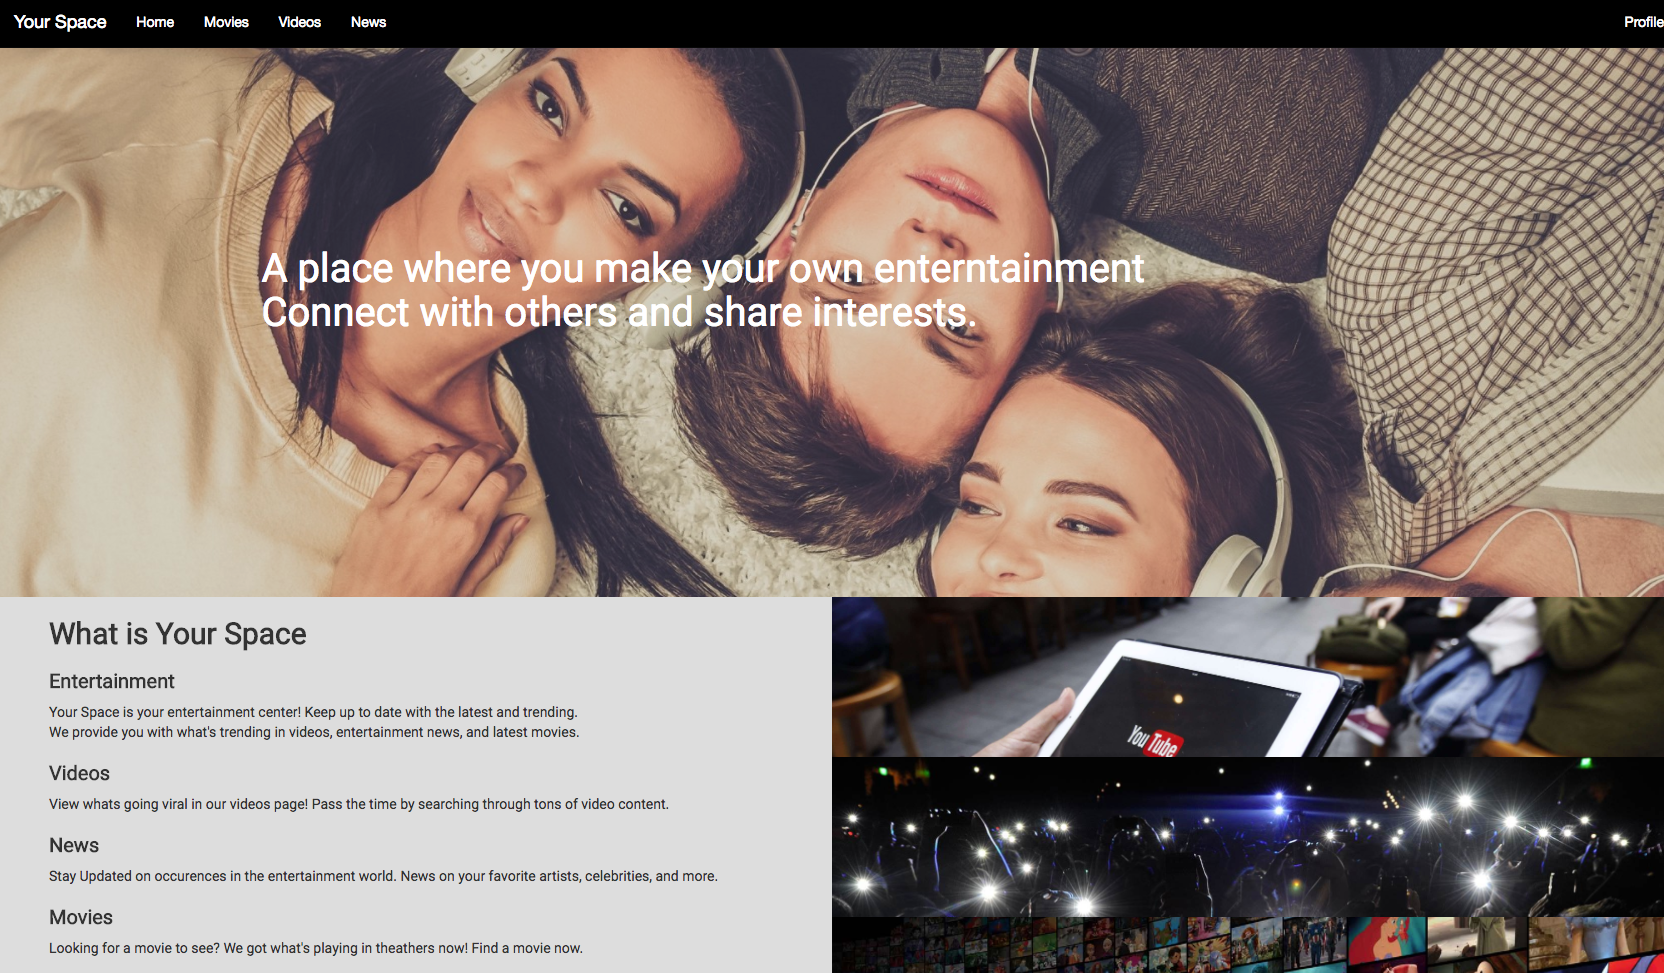 Your Space Home Movies Videos News Profile
A place where you make your own enterntainment
Connect with others and share interests.
What is Your Space
Entertainment
Your Space is your entertainment center! Keep up to date with the latest and trending.
We provide you with what's trending in videos, entertainment news, and latest movies.
Videos
View whats going viral in our videos page! Pass the time by searching through tons of video content.
News
Stay Updated on occurences in the entertainment world. News on your favorite artists, celebrities, and more.
Movies
Looking for a movie to see? We got what's playing in theathers now! Find a movie now.
YouTube